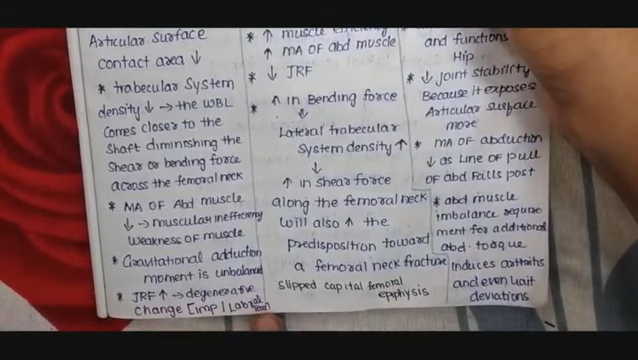 Articular surface
contact area ↓
* trabecular System
density ↓ → the WBL
comes closer to the
shaft diminishing the
shear or bending force
across the femoral neck
* MA OF Abd muscle
↓ → muscular inefficiency
Weakness of muscle
* Gravitational adduction
moment is unbalanced
* JRF ↑ → degenerative
change [imp | Labral
* ↑ muscle efficiency
↑ MA OF abd muscle
* ↓ JRF
* ↑ in Bending force
↓
Lateral trabecular
System density ↑
↓
↑ in shear force
along the femoral neck
will also ↑ the
predisposition toward
a femoral neck fracture
slipped capital femoral
epiphysis
and functions
Hip
* ↓ Joint stability
Because it exposes
Articular surface
more
* MA OF abduction
↓ as Line OF pull
OF abd Falls post
* abd muscle
imbalance require
ment for additional
abd. torque
induces arthritis
and even
deviations